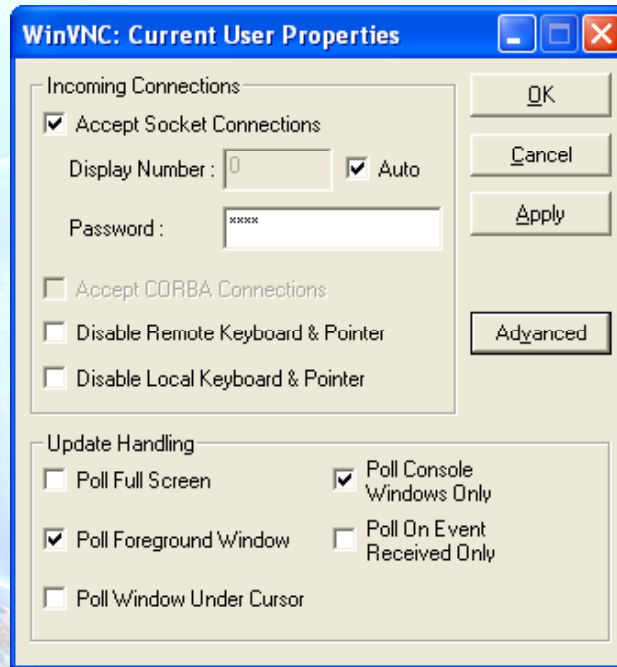 WinVNC: Current User Properties
Incoming Connections
Accept Socket Connections
Display Number : 0 Auto
Password : ****
Accept CORBA Connections
Disable Remote Keyboard & Pointer
Disable Local Keyboard & Pointer
OK
Cancel
Apply
Advanced
Update Handling
Poll Full Screen
Poll Foreground Window
Poll Window Under Cursor
Poll Console
Windows Only
Poll On Event
Received Only